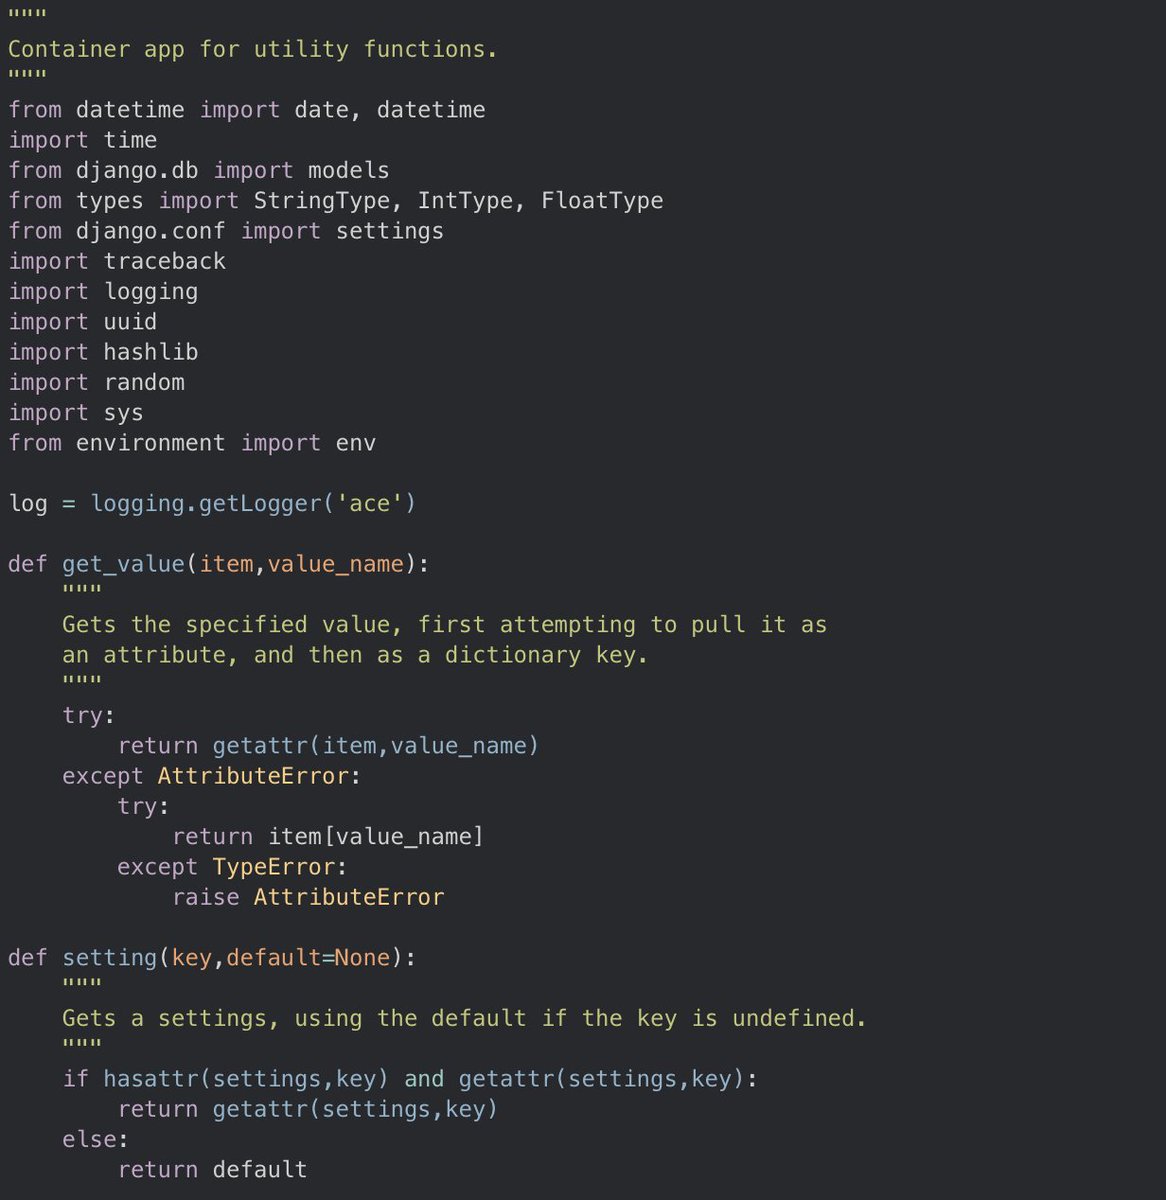 """
Container app for utility functions.
"""
from datetime import date, datetime
import time
from django.db import models
from types import StringType, IntType, FloatType
from django.conf import settings
import traceback
import logging
import uuid
import hashlib
import random
import sys
from environment import env

log = logging.getLogger('ace')

def get_value(item,value_name):
    """
    Gets the specified value, first attempting to pull it as
    an attribute, and then as a dictionary key.
    """
    try:
        return getattr(item,value_name)
    except AttributeError:
        try:
            return item[value_name]
        except TypeError:
            raise AttributeError

def setting(key,default=None):
    """
    Gets a settings, using the default if the key is undefined.
    """
    if hasattr(settings,key) and getattr(settings,key):
        return getattr(settings,key)
    else:
        return default